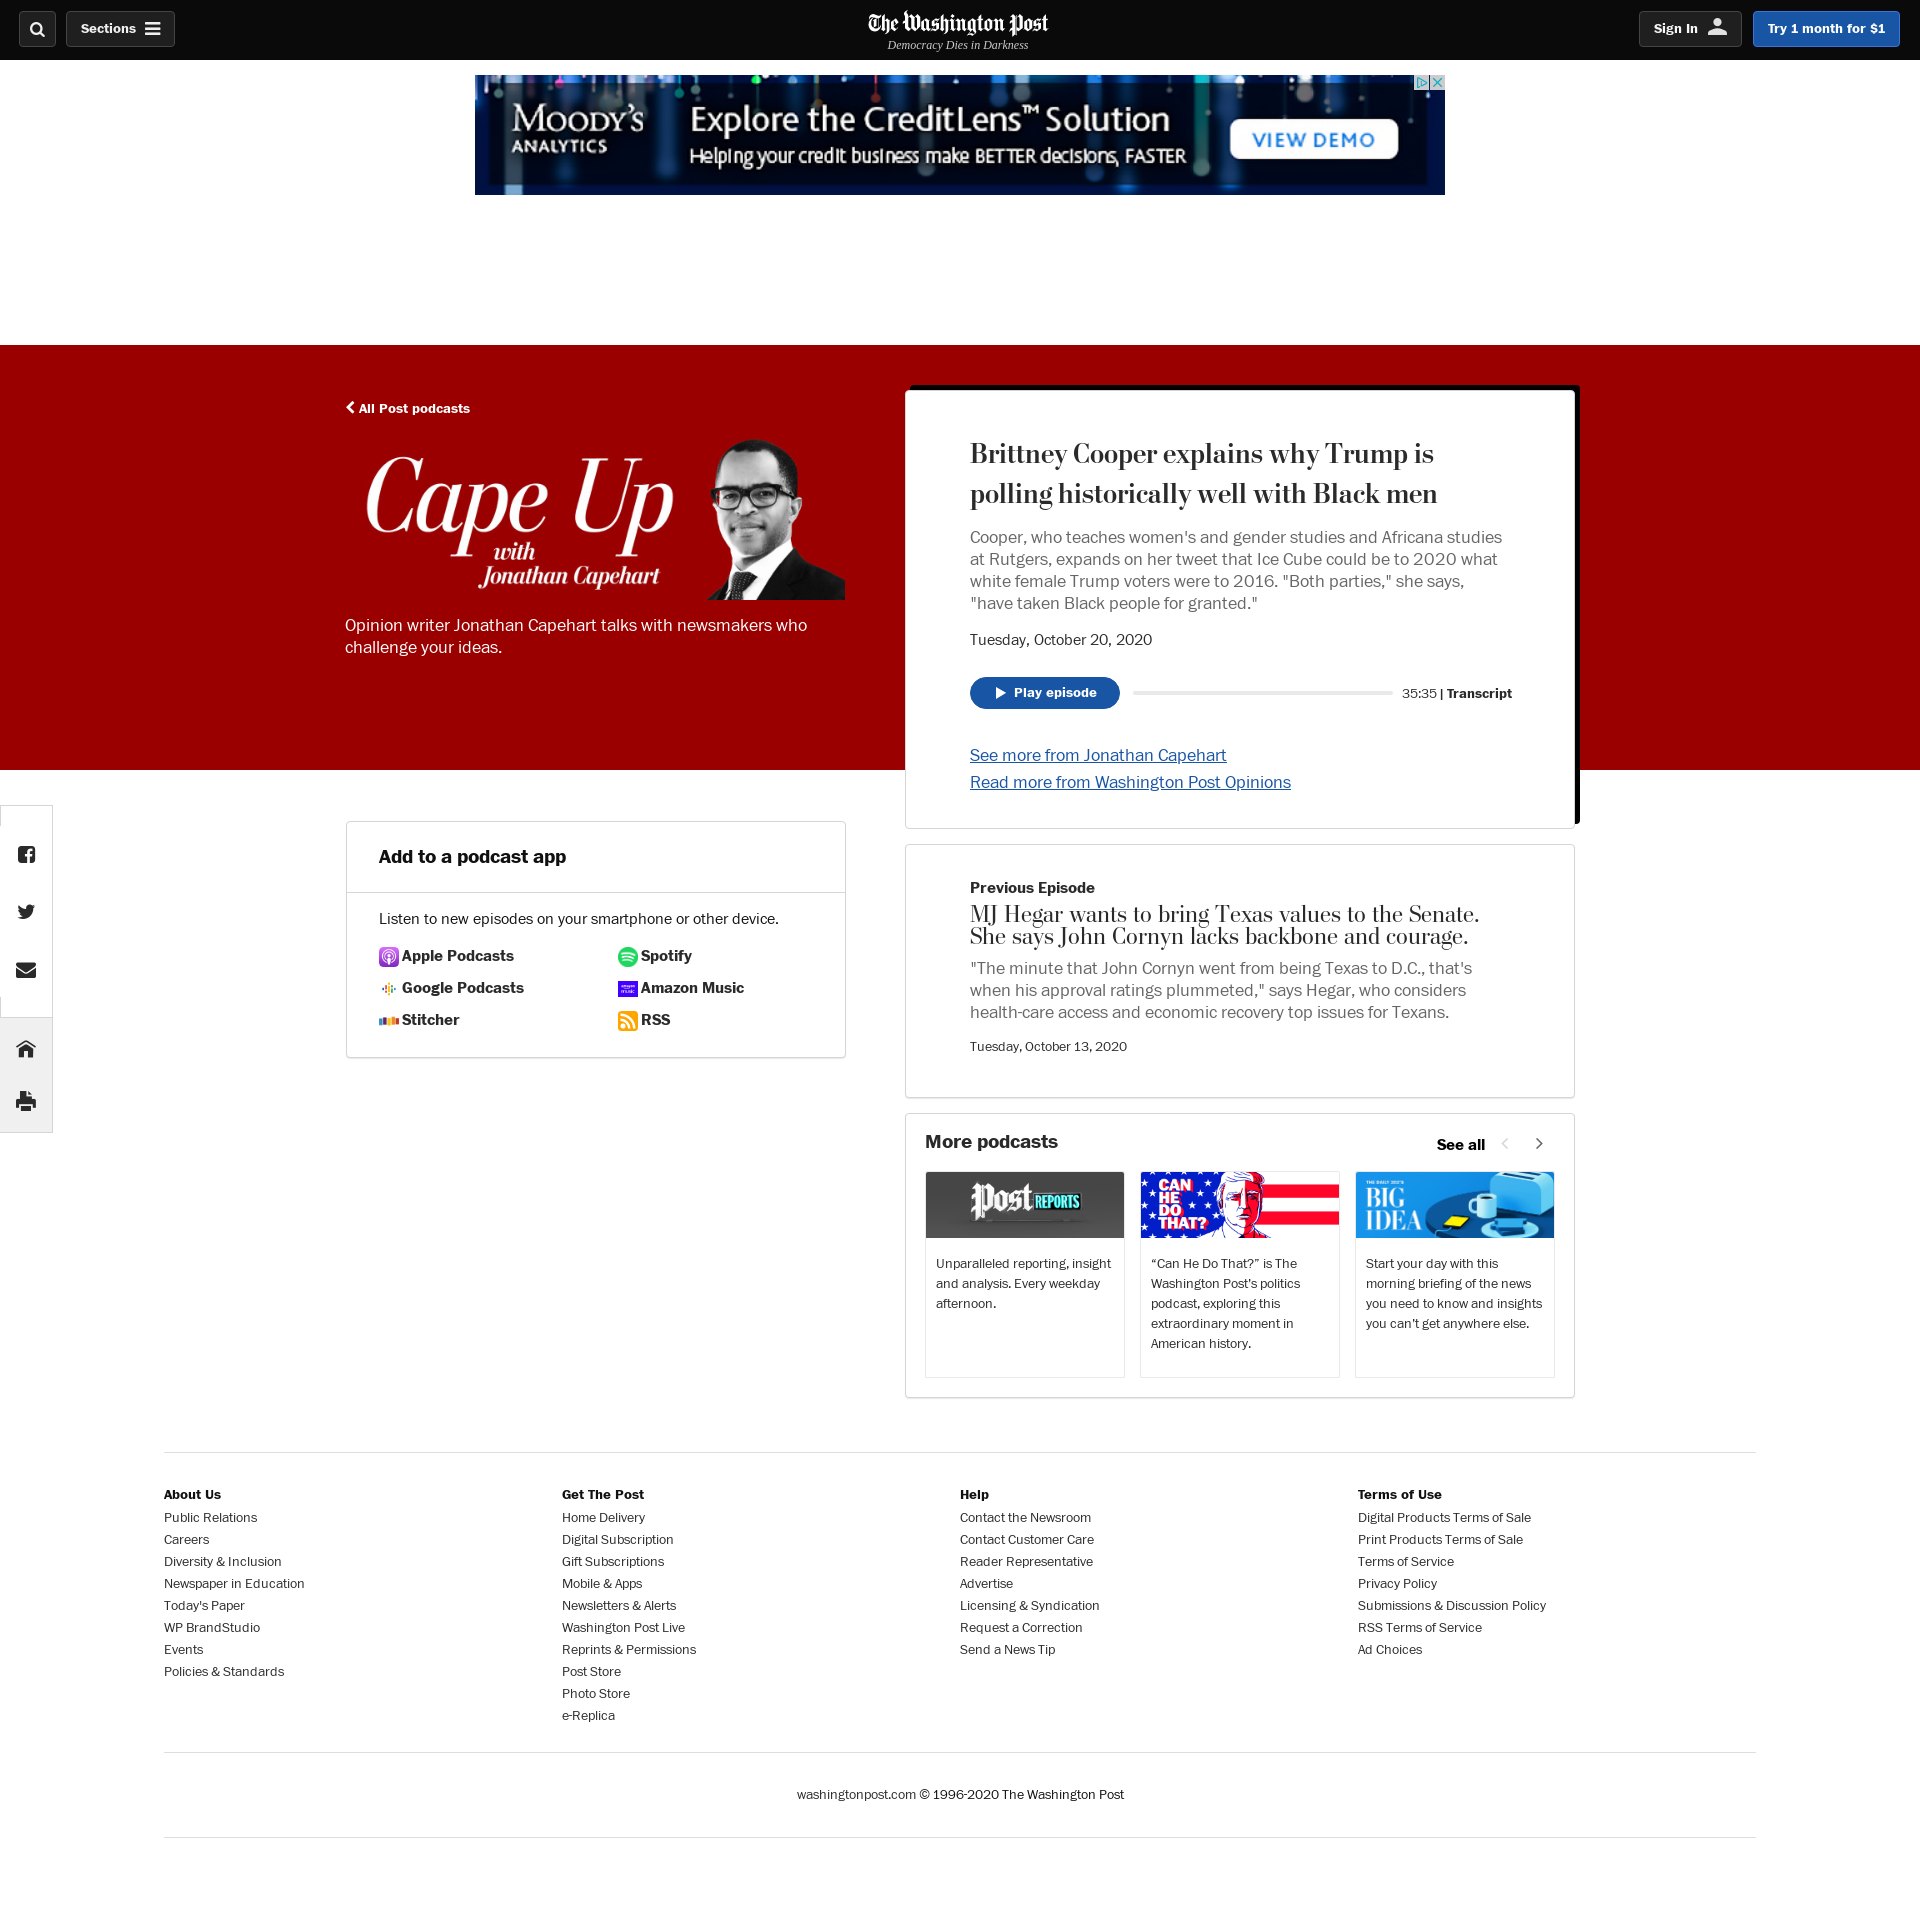 Sections
The Washington Post
Democracy Dies in Darkness
Sign In
Try 1 month for $1
MOODY'S
ANALYTICS
Explore the CreditLens™ Solution
Helping your credit business make BETTER decisions, FASTER
VIEW DEMO
All Post podcasts
Cape Up
with
Jonathan Capehart
Opinion writer Jonathan Capehart talks with newsmakers who
challenge your ideas.
Brittney Cooper explains why Trump is
polling historically well with Black men
Cooper, who teaches women's and gender studies and Africana studies
at Rutgers, expands on her tweet that Ice Cube could be to 2020 what
white female Trump voters were to 2016. "Both parties," she says,
"have taken Black people for granted."
Tuesday, October 20, 2020
Play episode
35:35 | Transcript
See more from Jonathan Capehart
Read more from Washington Post Opinions
Add to a podcast app
Listen to new episodes on your smartphone or other device.
Apple Podcasts
Spotify
Google Podcasts
Amazon Music
Stitcher
RSS
Previous Episode
MJ Hegar wants to bring Texas values to the Senate.
She says John Cornyn lacks backbone and courage.
"The minute that John Cornyn went from being Texas to D.C., that's
when his approval ratings plummeted," says Hegar, who considers
health-care access and economic recovery top issues for Texans.
Tuesday, October 13, 2020
More podcasts
See all
Post REPORTS
Unparalleled reporting, insight
and analysis. Every weekday
afternoon.
CAN
HE
DO
THAT?
“Can He Do That?” is The
Washington Post's politics
podcast, exploring this
extraordinary moment in
American history.
THE DAILY 202'S
BIG
IDEA
Start your day with this
morning briefing of the news
you need to know and insights
you can't get anywhere else.
About Us
Public Relations
Careers
Diversity & Inclusion
Newspaper in Education
Today's Paper
WP BrandStudio
Events
Policies & Standards
Get The Post
Home Delivery
Digital Subscription
Gift Subscriptions
Mobile & Apps
Newsletters & Alerts
Washington Post Live
Reprints & Permissions
Post Store
Photo Store
e-Replica
Help
Contact the Newsroom
Contact Customer Care
Reader Representative
Advertise
Licensing & Syndication
Request a Correction
Send a News Tip
Terms of Use
Digital Products Terms of Sale
Print Products Terms of Sale
Terms of Service
Privacy Policy
Submissions & Discussion Policy
RSS Terms of Service
Ad Choices
washingtonpost.com © 1996-2020 The Washington Post